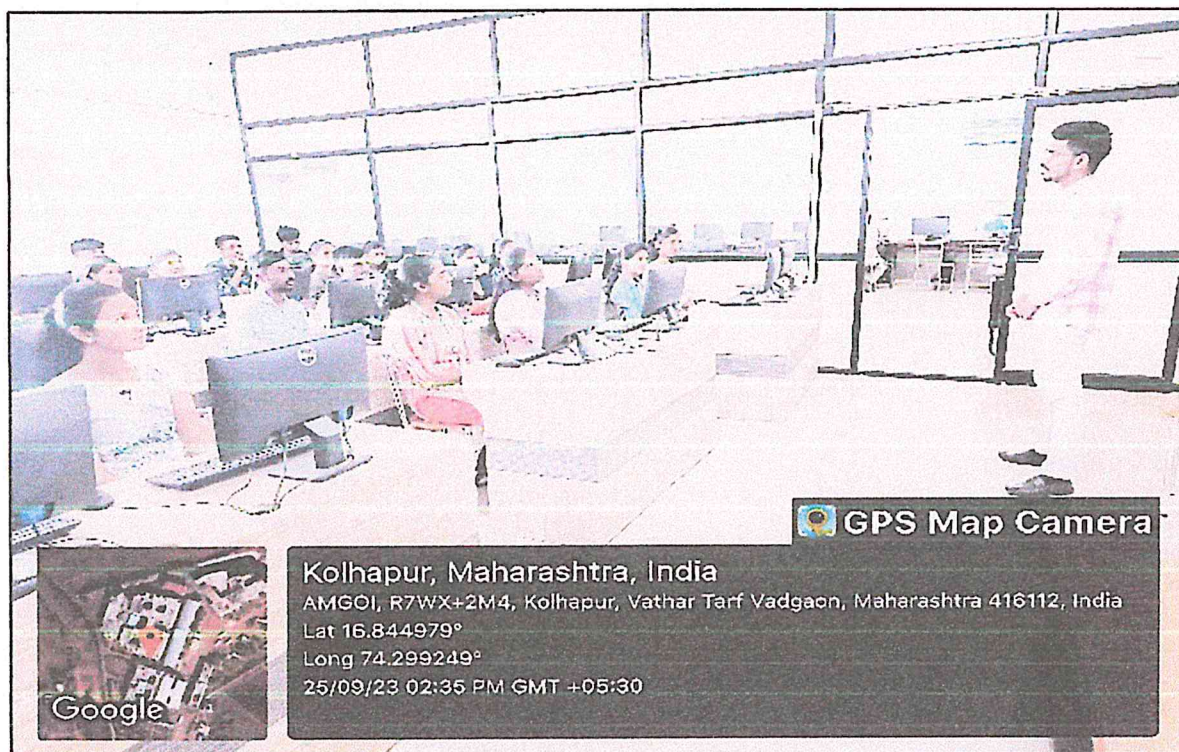 GPS Map Camera
Kolhapur, Maharashtra, India
AMGOI, R7WX+2M4, Kolhapur, Vathar Tarf Vadgaon, Maharashtra 416112, India
Lat 16.844979°
Long 74.299249°
25/09/23 02:35 PM GMT +05:30
Google